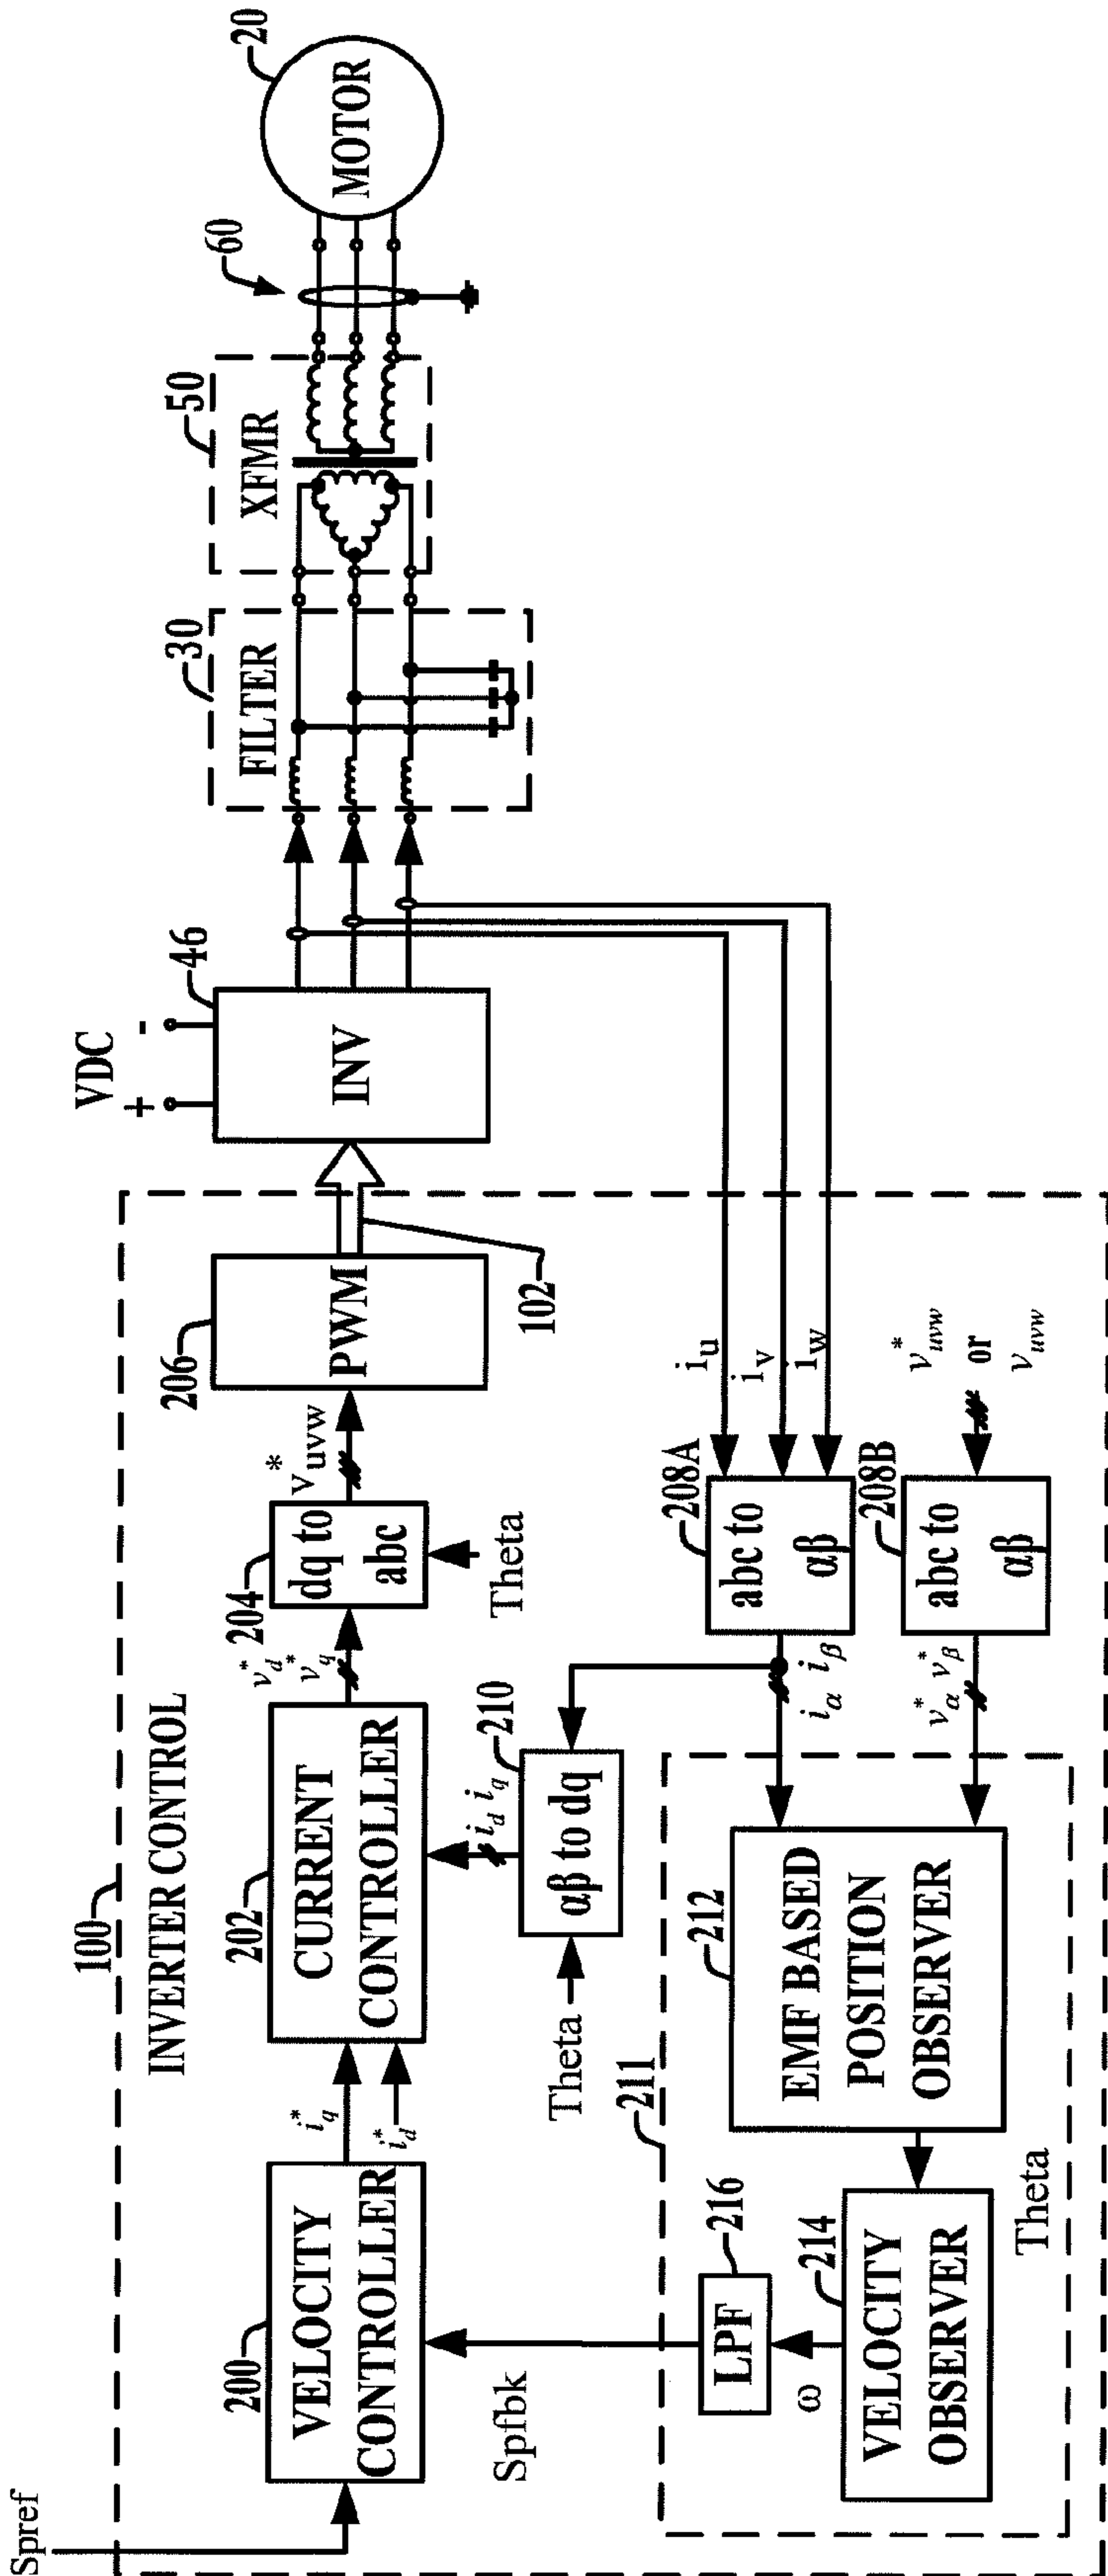 Spref
100
INVERTER CONTROL
200
VELOCITY
CONTROLLER
i*q
i*d
202
CURRENT
CONTROLLER
v*d
v*q
204
dq to
abc
Theta
v*uvw
206
PWM
102
VDC
+
-
46
INV
30
FILTER
50
XFMR
60
20
MOTOR
Spfbk
Theta
210
αβ to dq
id iq
211
216
LPF
ω
214
VELOCITY
OBSERVER
Theta
212
EMF BASED
POSITION
OBSERVER
iα iβ
v*α v*β
208A
abc to
αβ
208B
abc to
αβ
iu
iv
iw
v*uvw
or
vuvw